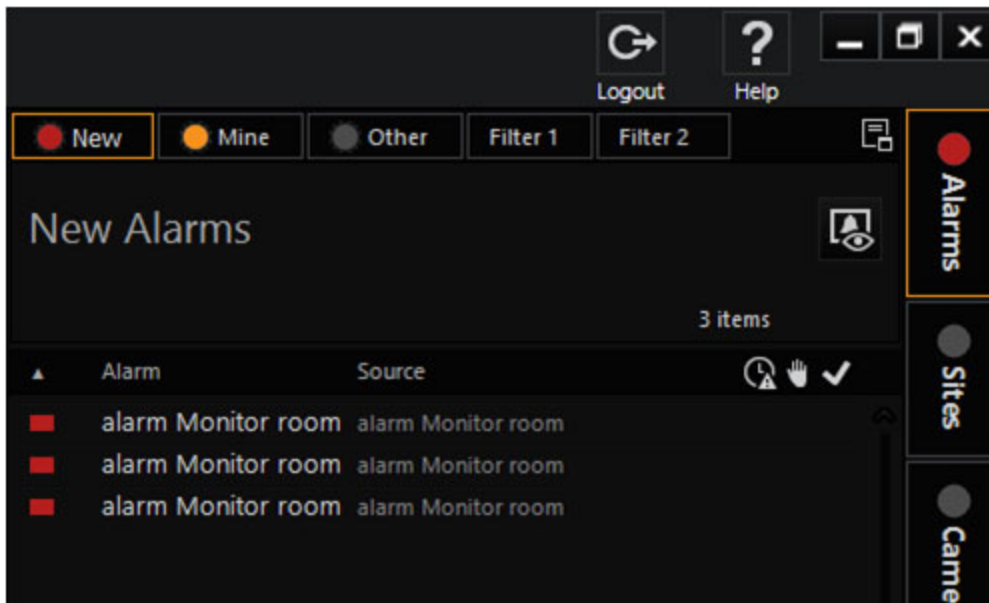 Logout Help
New Mine Other Filter 1 Filter 2
New Alarms
3 items
Alarm Source
alarm Monitor room alarm Monitor room
alarm Monitor room alarm Monitor room
alarm Monitor room alarm Monitor room
Alarms
Sites
Came